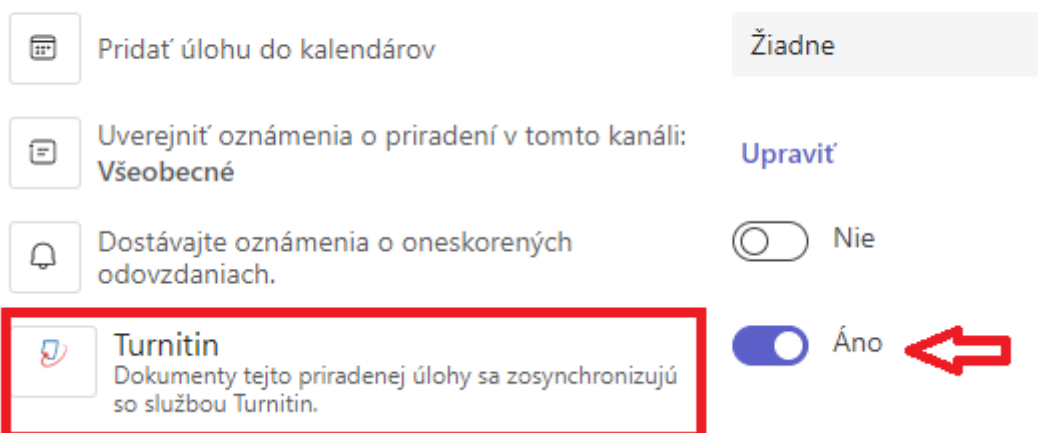 Pridať úlohu do kalendárov
Žiadne
Uverejniť oznámenia o priradení v tomto kanáli:
Všeobecné
Upraviť
Dostávajte oznámenia o oneskorených
odovzdaniach.
Nie
Turnitin
Dokumenty tejto priradenej úlohy sa zosynchronizujú
so službou Turnitin.
Áno